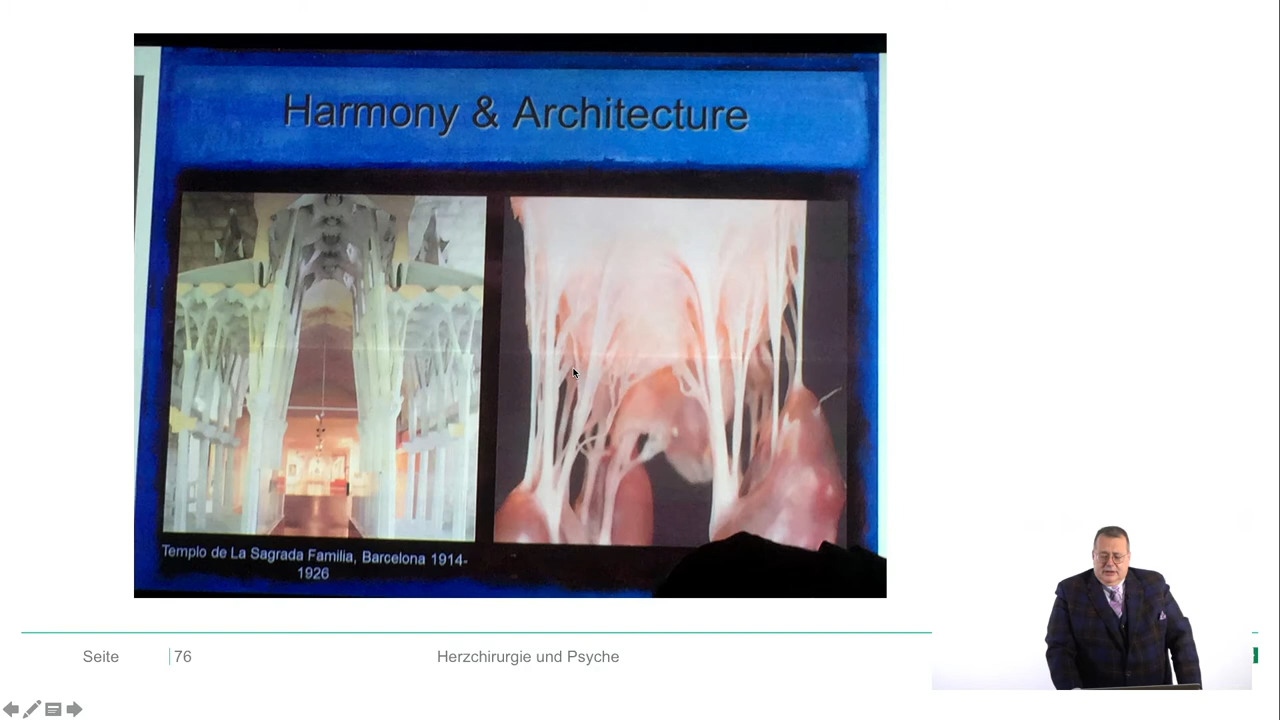 Harmony & Architecture
Templo de La Sagrada Familia, Barcelona 1914-
1926
Seite
76
Herzchirurgie und Psyche